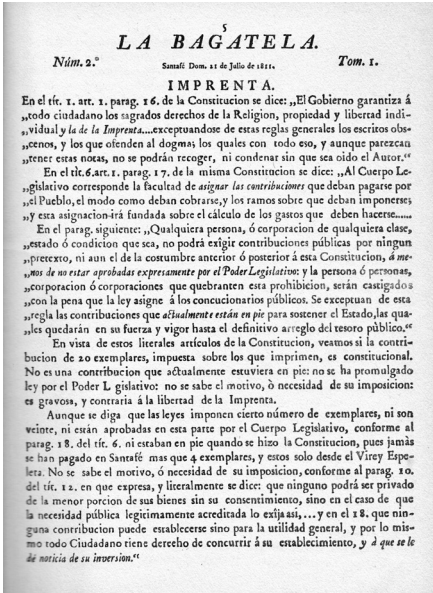 5
LA BAGATELA.
Núm. 2.º Santafé Dom. 21 de Julio de 1811. Tom. 1.
IMPRENTA.
En el tít. 1. art. 1. parag. 16. de la Constitucion se dice: „El Gobierno garantiza á
„todo ciudadano los sagrados derechos de la Religion, propiedad y libertad indi-
„vidual y la de la Imprenta....exceptuandose de estas reglas generales los escritos obs-
„cenos, y los que ofenden al dogma; los quales con todo eso, y aunque parezcan
„tener estas notas, no se podrán recoger, ni condenar sin que sea oido el Autor.“
En el tít.6.art.1. parag. 17. de la misma Constitucion se dice: „Al Cuerpo Le-
„gislativo corresponde la facultad de asignar las contribuciones que deban pagarse por
„el Pueblo, el modo como deban cobrarse, y los ramos sobre que deban imponerse;
„y esta asignacion irá fundada sobre el cálculo de los gastos que deben hacerse.....
En el parag. siguiente: „Qualquiera persona, ó corporacion de qualquiera clase,
„estado ó condicion que sea, no podrá exigir contribuciones públicas por ningun
„pretexto, ni aun el de costumbre anterior ó posterior á esta Constitucion, á me-
„nos de no estar aprobadas expresamente por el Poder Legislativo: y la persona ó personas,
„corporacion ó corporaciones que quebranten esta prohibicion, serán castigados
„con la pena que la ley asigne á los concucionarios públicos. Se exceptuan de esta
„regla las contribuciones que actualmente están en pie para sostener el Estado, las qua-
„les quedarán en su fuerza y vigor hasta el definitivo arreglo del tesoro pùblico.“
En vista de estos literales artículos de la Constitucion, veamos si la contri-
bucion de 20 exemplares, impuesta sobre los que imprimen, es constitucional.
No es una contribucion que actualmente estuviera en pie: no se ha promulgado
ley por el Poder L gislativo: no se sabe el motivo, ò necesidad de su imposicion:
es gravosa, y contraria á la libertad de la Imprenta.
Aunque se diga que las leyes imponen cierto número de exemplares, ni son
veinte, ni están aprobadas en esta parte por el Cuerpo Legislativo, conforme al
parag. 18. del tít. 6. ni estaban en pie quando se hizo la Constitucion, pues jamàs
se han pagado en Santafé mas que 4 exemplares, y estos solo desde el Virey Espe-
leta. No se sabe el motivo, ó necesidad de su imposicion, conforme al parag. 10.
del tít. 12. en que expresa, y literalmente se dice: que ninguno podrá ser privado
de la menor porcion de sus bienes sin su consentimiento, sino en el caso de que
la necesidad pública legitimamente acreditada lo exîja así,...y en el 18. que nin-
guna contribucion puede establecerse sino para la utilidad general, y por lo mis-
mo todo Ciudadano tiene derecho de concurrir á su establecimiento, y à que se le
dé noticia de su inversion.“